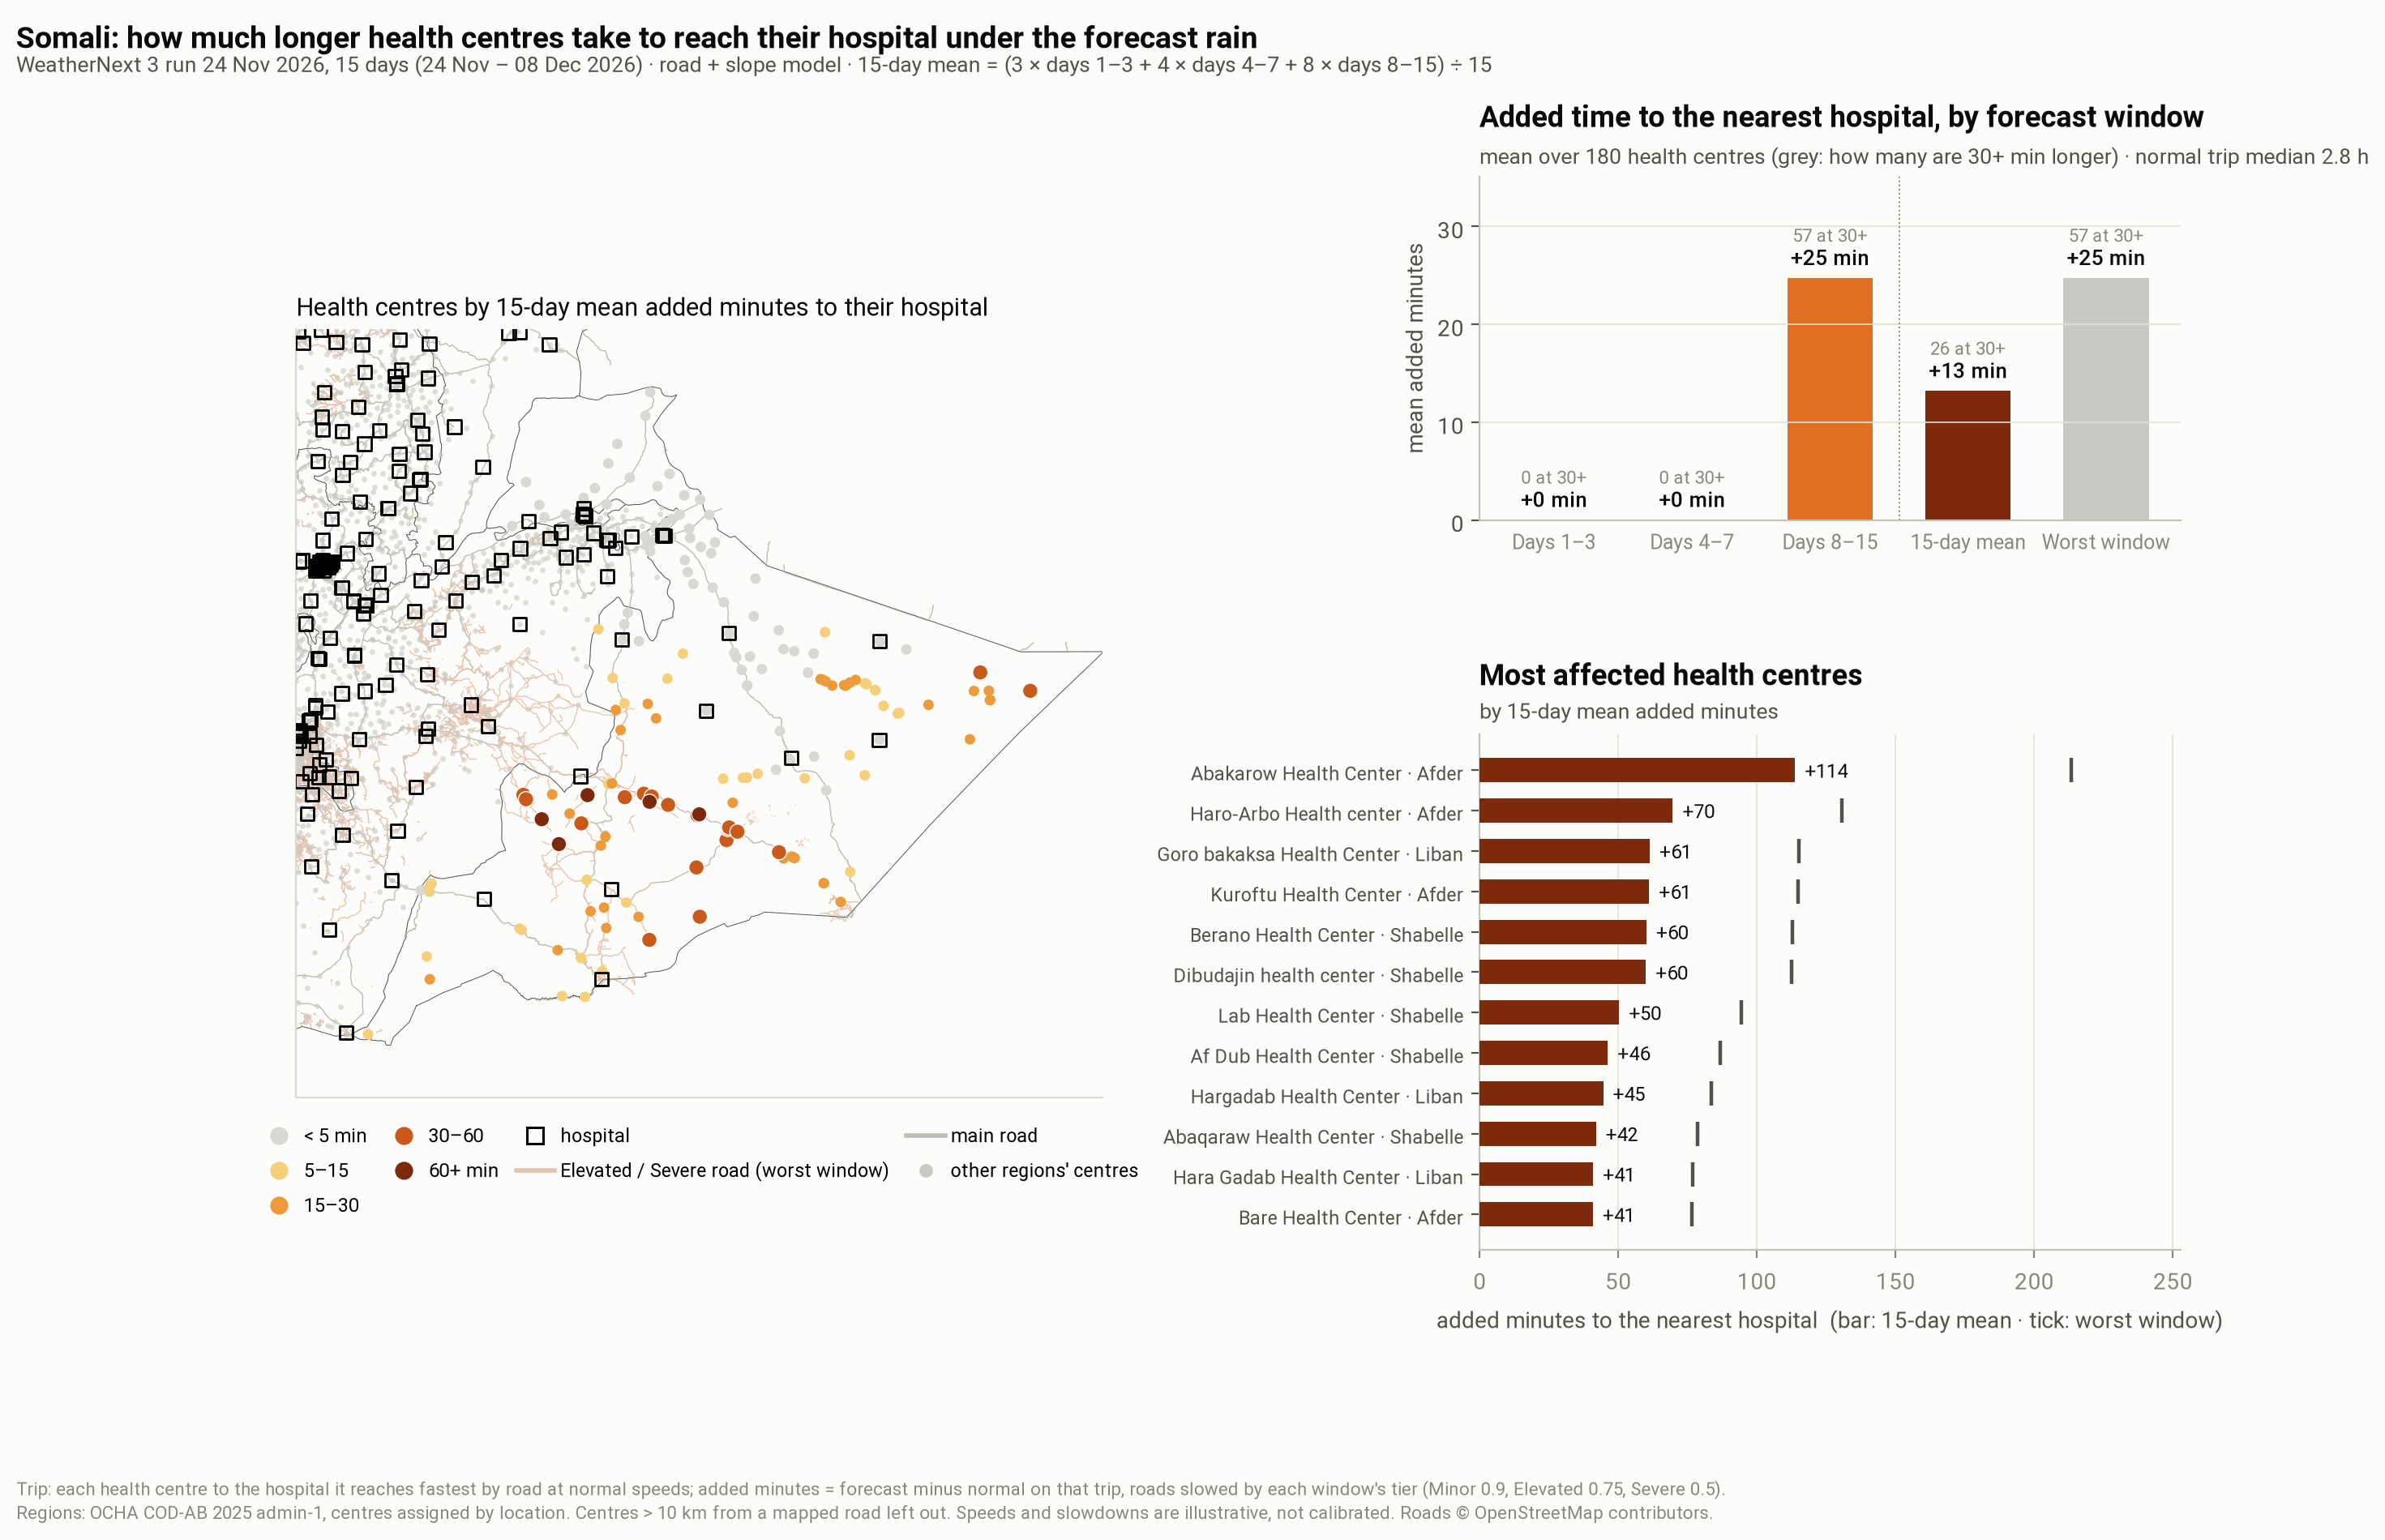 Somali: how much longer health centres take to reach their hospital under the forecast rain
WeatherNext 3 run 24 Nov 2026, 15 days (24 Nov – 08 Dec 2026) · road + slope model · 15-day mean = (3 × days 1–3 + 4 × days 4–7 + 8 × days 8–15) ÷ 15
Health centres by 15-day mean added minutes to their hospital
< 5 min
5–15
15–30
30–60
60+ min
hospital
Elevated / Severe road (worst window)
main road
other regions' centres
Added time to the nearest hospital, by forecast window
mean over 180 health centres (grey: how many are 30+ min longer) · normal trip median 2.8 h
mean added minutes
30
20
10
0
0 at 30+
+0 min
0 at 30+
+0 min
57 at 30+
+25 min
26 at 30+
+13 min
57 at 30+
+25 min
Days 1–3
Days 4–7
Days 8–15
15-day mean
Worst window
Most affected health centres
by 15-day mean added minutes
Abakarow Health Center · Afder +114
Haro-Arbo Health center · Afder +70
Goro bakaksa Health Center · Liban +61
Kuroftu Health Center · Afder +61
Berano Health Center · Shabelle +60
Dibudajin health center · Shabelle +60
Lab Health Center · Shabelle +50
Af Dub Health Center · Shabelle +46
Hargadab Health Center · Liban +45
Abaqaraw Health Center · Shabelle +42
Hara Gadab Health Center · Liban +41
Bare Health Center · Afder +41
0 50 100 150 200 250
added minutes to the nearest hospital (bar: 15-day mean · tick: worst window)
Trip: each health centre to the hospital it reaches fastest by road at normal speeds; added minutes = forecast minus normal on that trip, roads slowed by each window's tier (Minor 0.9, Elevated 0.75, Severe 0.5).
Regions: OCHA COD-AB 2025 admin-1, centres assigned by location. Centres > 10 km from a mapped road left out. Speeds and slowdowns are illustrative, not calibrated. Roads © OpenStreetMap contributors.